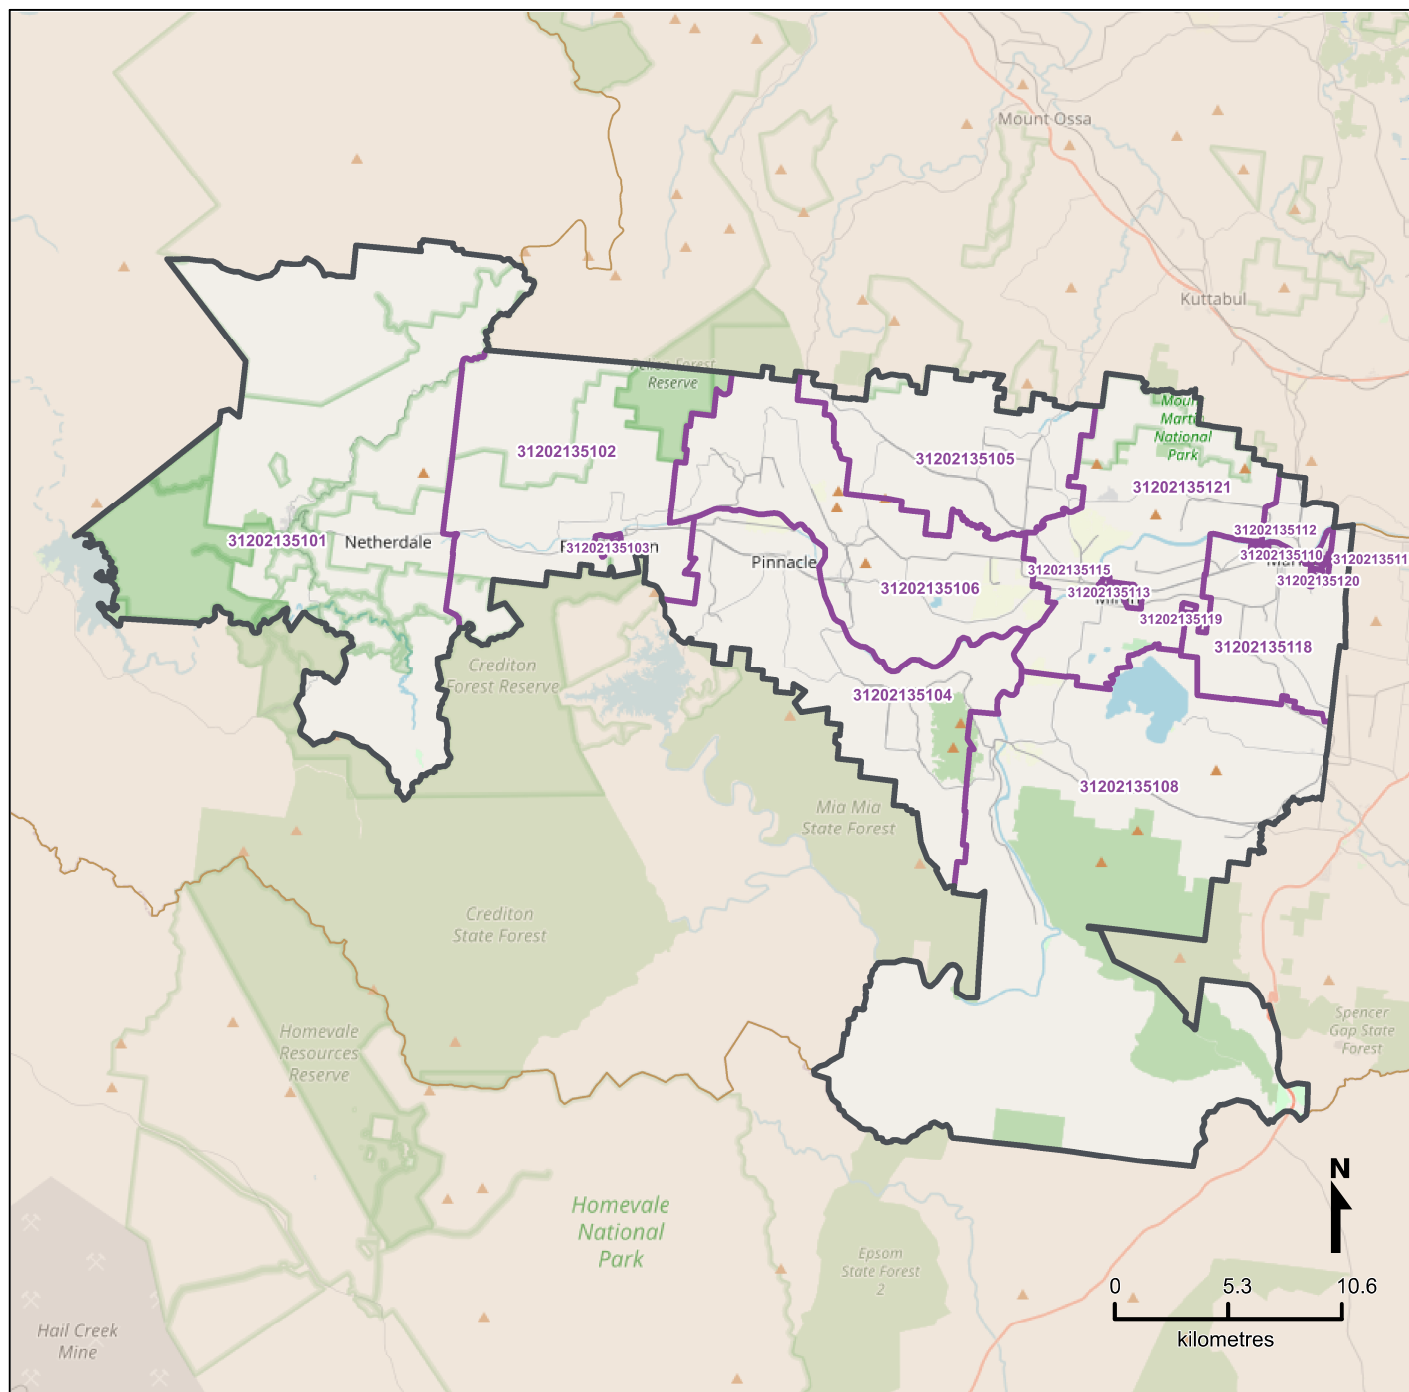 Mount Ossa
Kuttabul
Reserve
Mount
National
Park
31202135102
31202135105
31202135121
31202135101
Netherdale
31202135103
Pinnacle
31202135106
31202135115
31202135113
31202135119
31202135112
31202135110
31202135111
31202135120
31202135118
Crediton
Forest Reserve
31202135104
31202135108
Mia Mia
State Forest
Crediton
State Forest
Homevale
Resources
Reserve
Spencer
Gap State
Forest
Homevale
National
Park
Epsom
State Forest
2
Hail Creek
Mine
N
0 5.3 10.6
kilometres